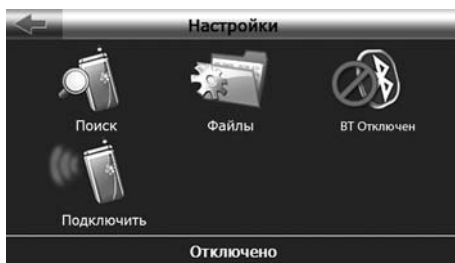 Настройки
Поиск
Файлы
BT Отключен
Подключить
Отключено